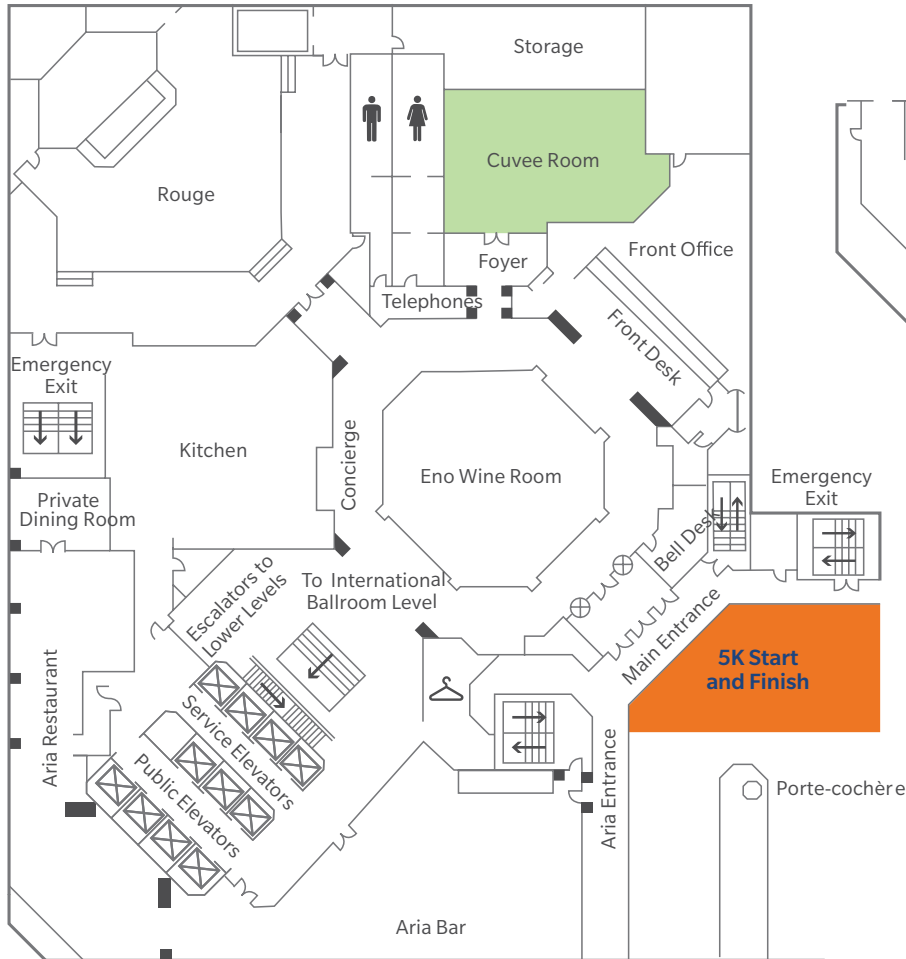 Storage
Cuvee Room
Rouge
Front Office
Foyer
Telephones
Front Desk
Emergency
Exit
Kitchen
Concierge
Eno Wine Room
Emergency
Exit
Private
Dining Room
Bell Desk
Escalators to
Lower Levels
To International
Ballroom Level
Main Entrance
5K Start
and Finish
Aria Restaurant
Service Elevators
Public Elevators
Aria Entrance
Porte-cochère
Aria Bar